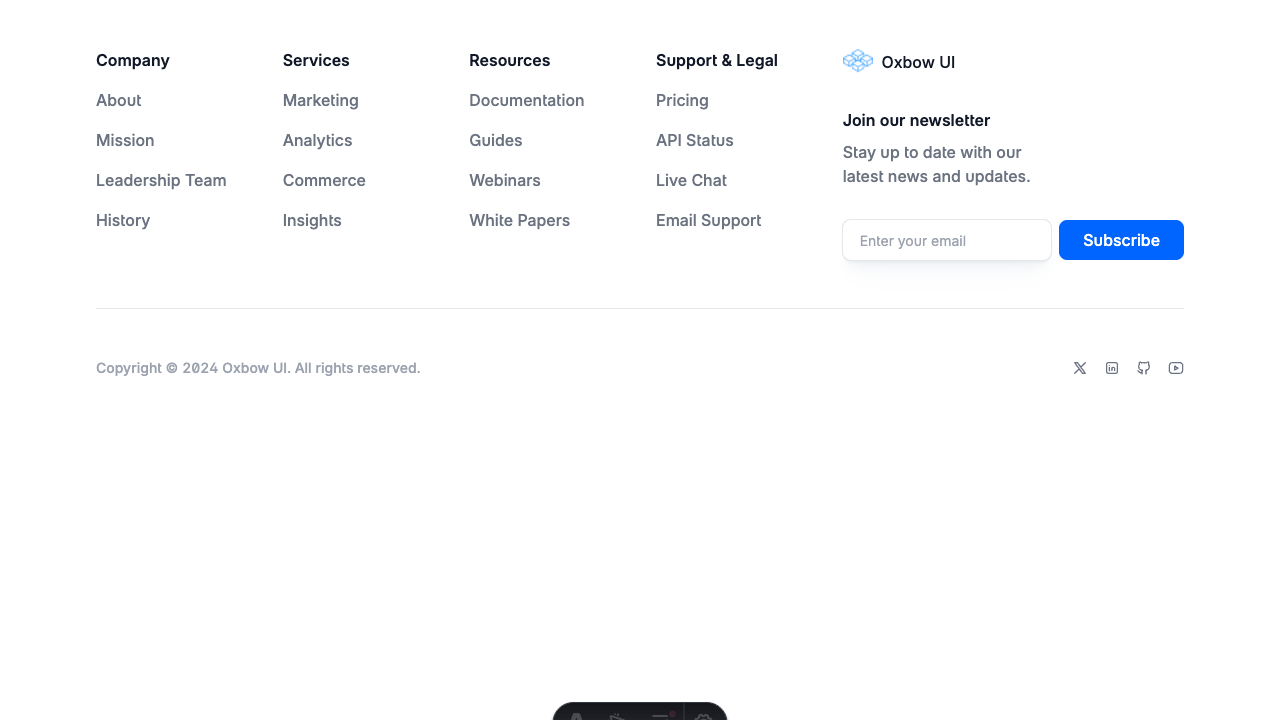 Company
About
Mission
Leadership Team
History
Services
Marketing
Analytics
Commerce
Insights
Resources
Documentation
Guides
Webinars
White Papers
Support & Legal
Pricing
API Status
Live Chat
Email Support
Oxbow UI
Join our newsletter
Stay up to date with our
latest news and updates.
Enter your email
Subscribe
Copyright © 2024 Oxbow UI. All rights reserved.